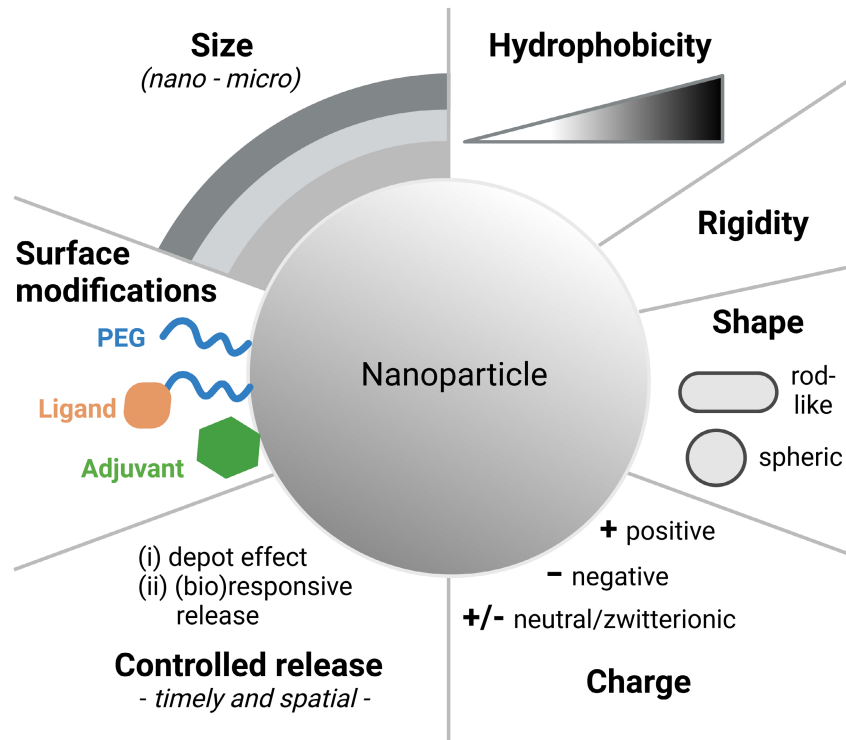 Size
(nano - micro)
Hydrophobicity
Rigidity
Shape
rod-
like
spheric
Surface
modifications
PEG
Ligand
Adjuvant
Nanoparticle
+ positive
- negative
+/- neutral/zwitterionic
Charge
(i) depot effect
(ii) (bio)responsive
release
Controlled release
- timely and spatial -